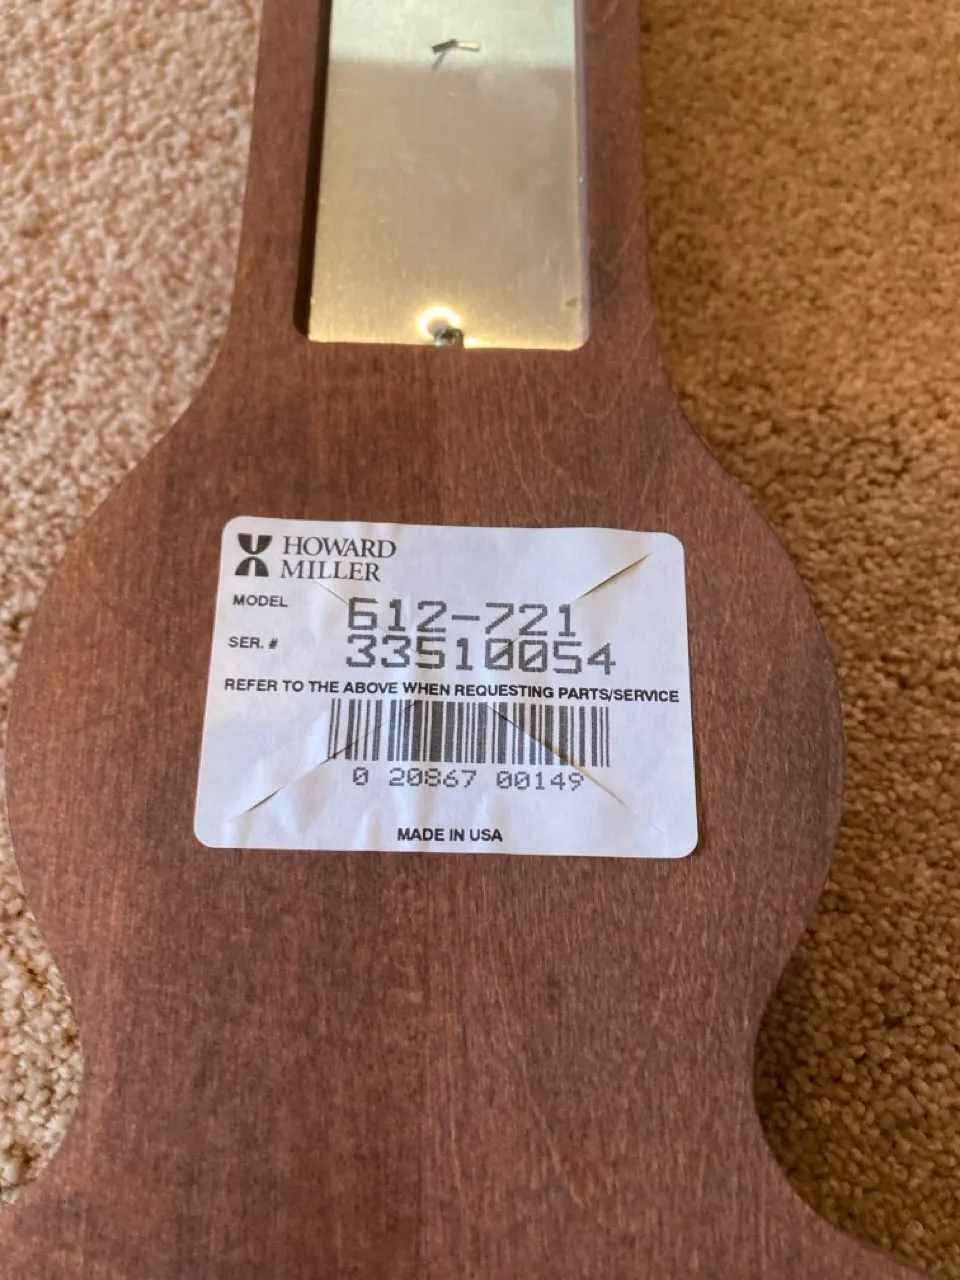 HOWARD
MILLER
MODEL 612-721
SER. # 33510054
REFER TO THE ABOVE WHEN REQUESTING PARTS/SERVICE
0 20867 00149
MADE IN USA